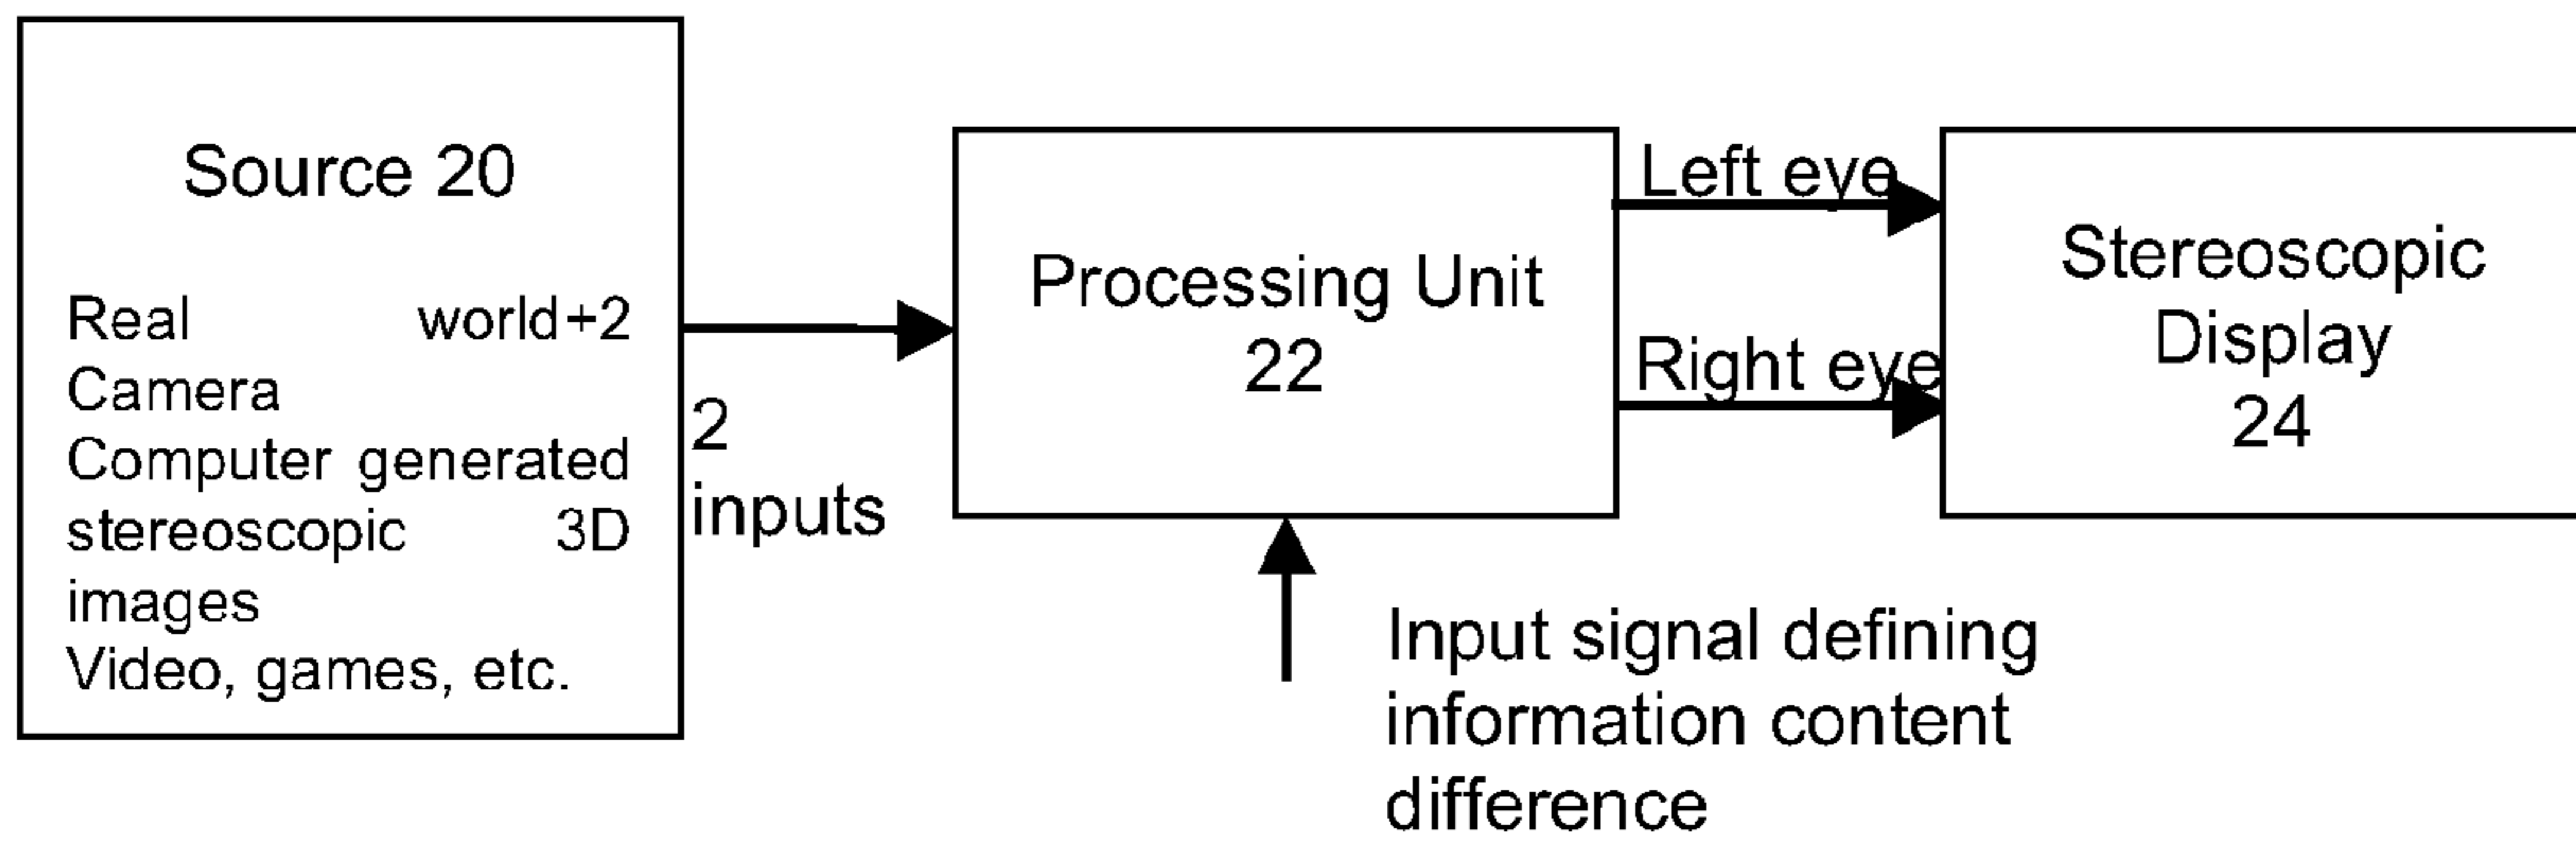 Source 20
Real world+2
Camera
Computer generated
stereoscopic 3D
images
Video, games, etc.
2
inputs
Processing Unit
22
Left eye
Right eye
Stereoscopic
Display
24
Input signal defining
information content
difference